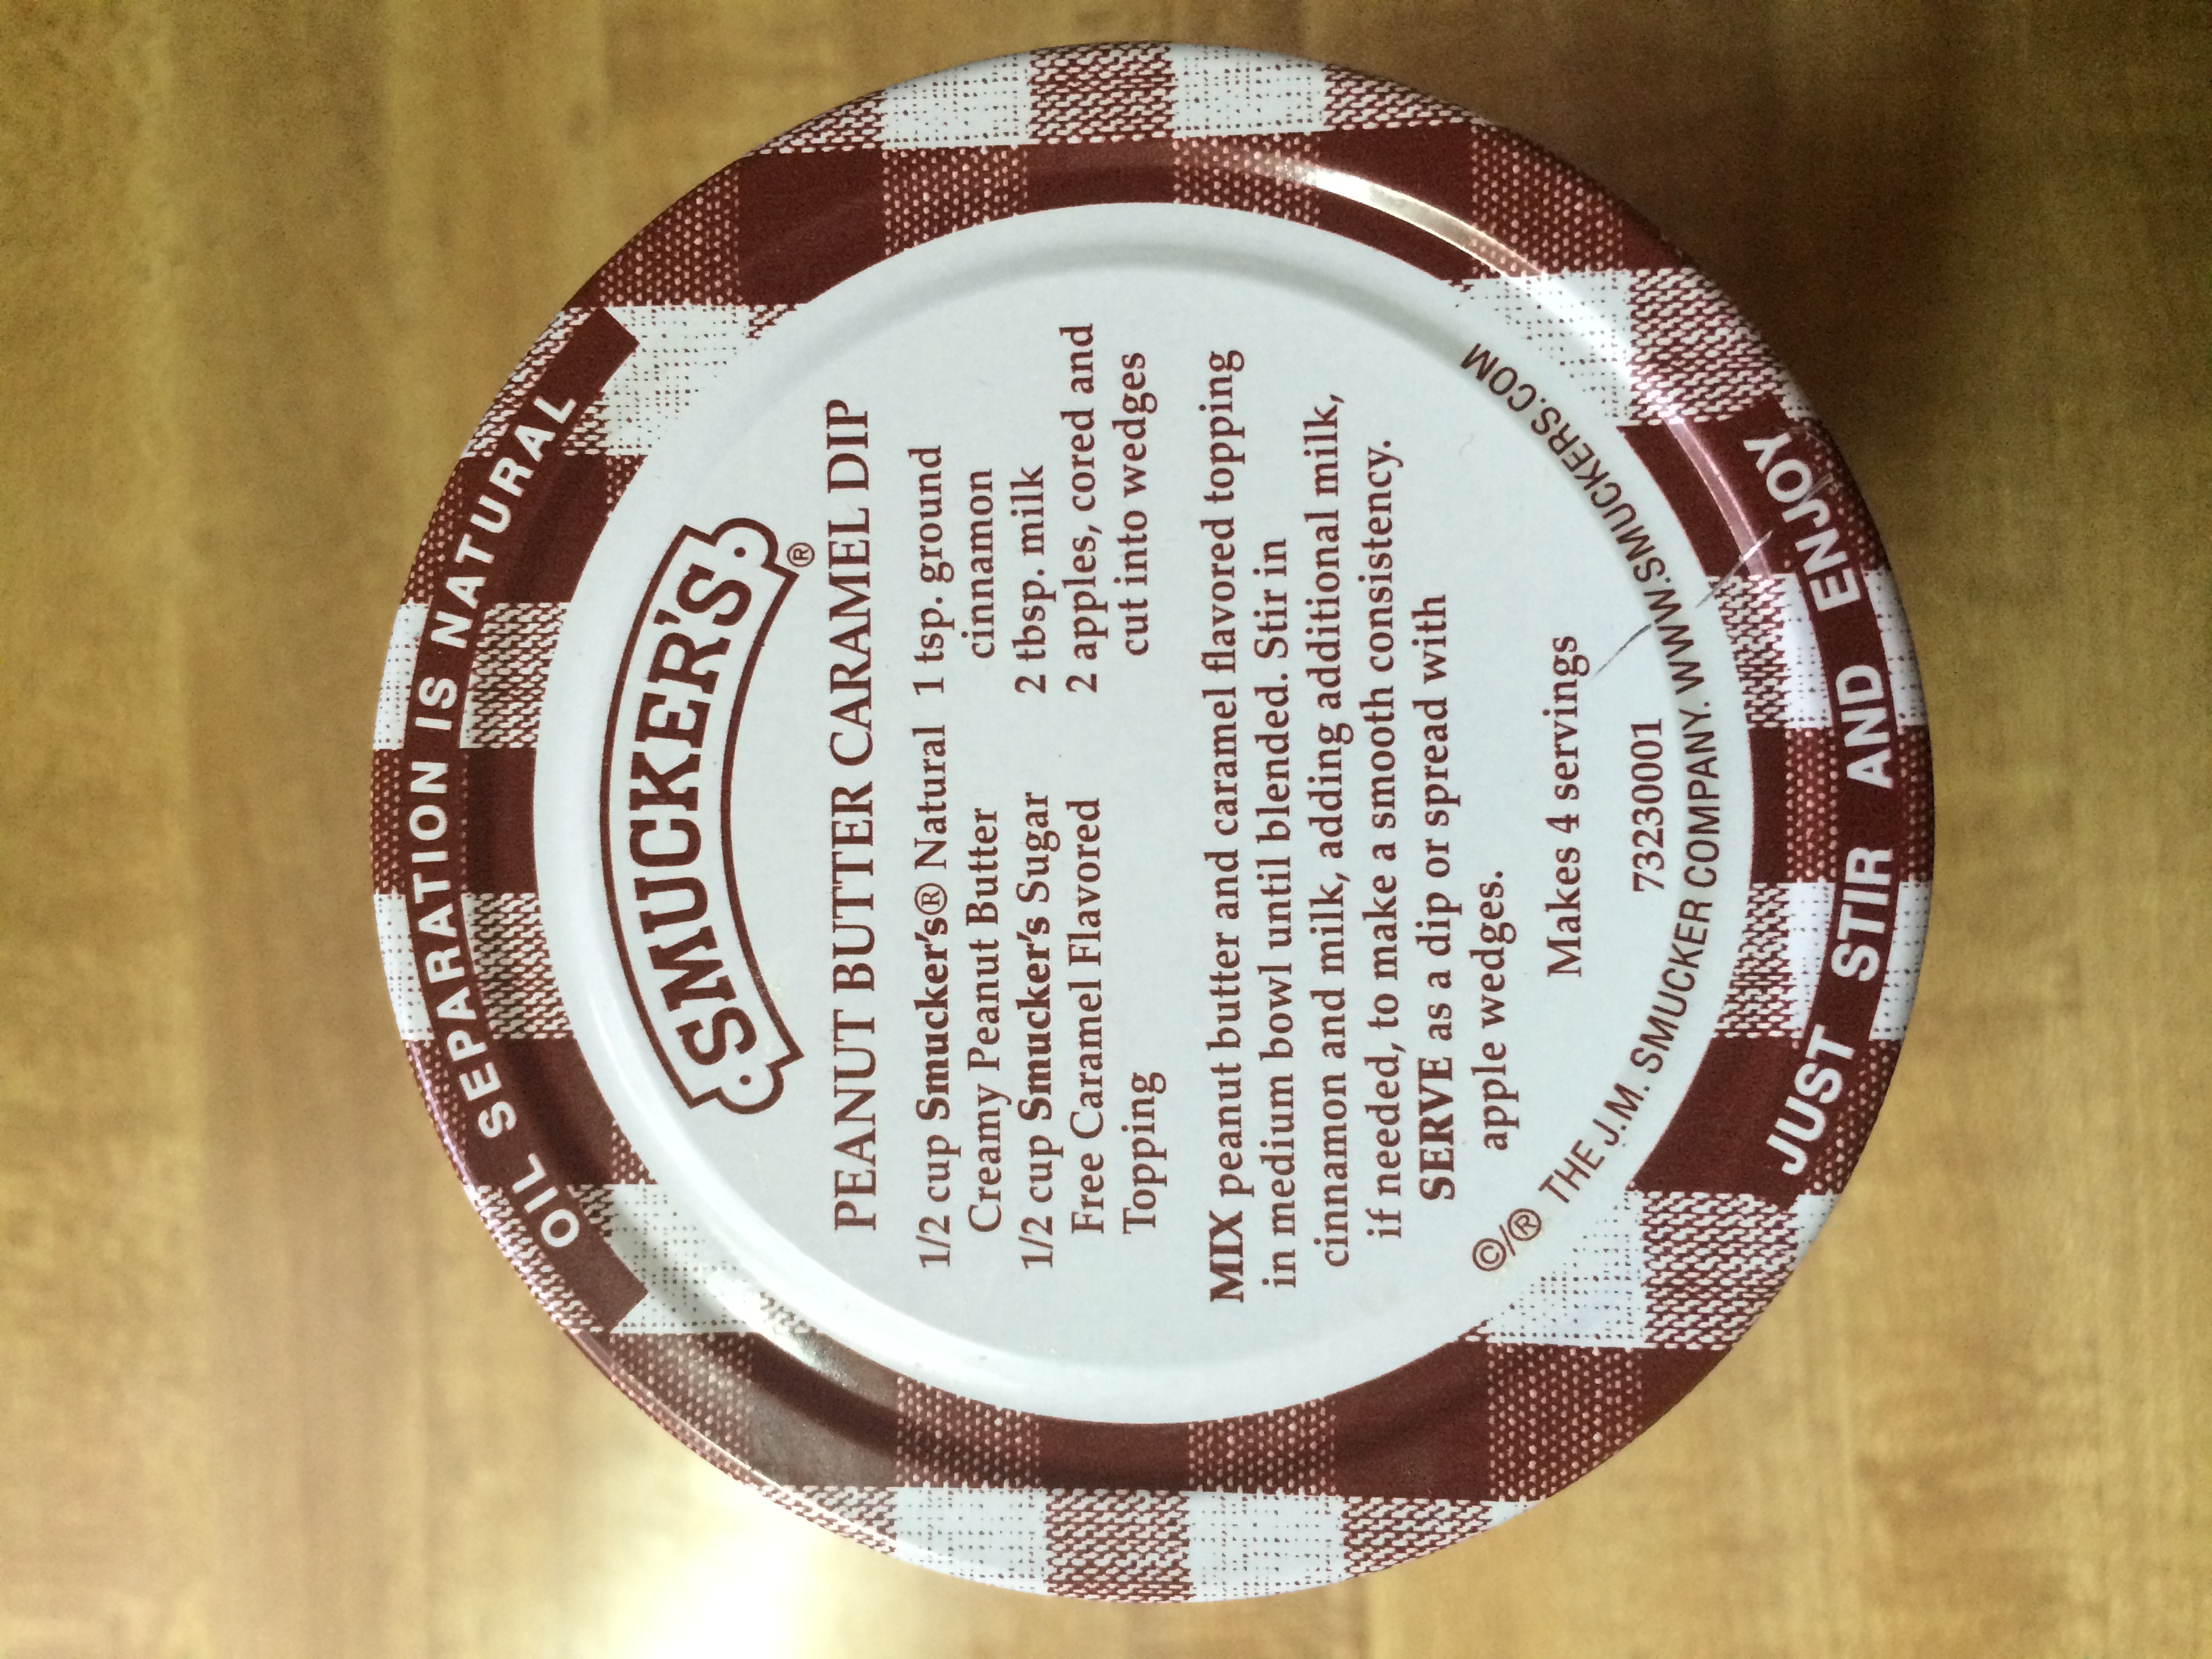 OIL SEPARATION IS NATURAL
SMUCKER'S®
PEANUT BUTTER CARAMEL DIP
1/2 cup Smucker's® Natural
Creamy Peanut Butter
1/2 cup Smucker's Sugar
Free Caramel Flavored
Topping
1 tsp. ground
cinnamon
2 tbsp. milk
2 apples, cored and
cut into wedges
MIX peanut butter and caramel flavored topping
in medium bowl until blended. Stir in
cinnamon and milk, adding additional milk,
if needed, to make a smooth consistency.
SERVE as a dip or spread with
apple wedges.
Makes 4 servings
73230001
©/® THE J.M. SMUCKER COMPANY. WWW.SMUCKERS.COM
JUST STIR AND ENJOY